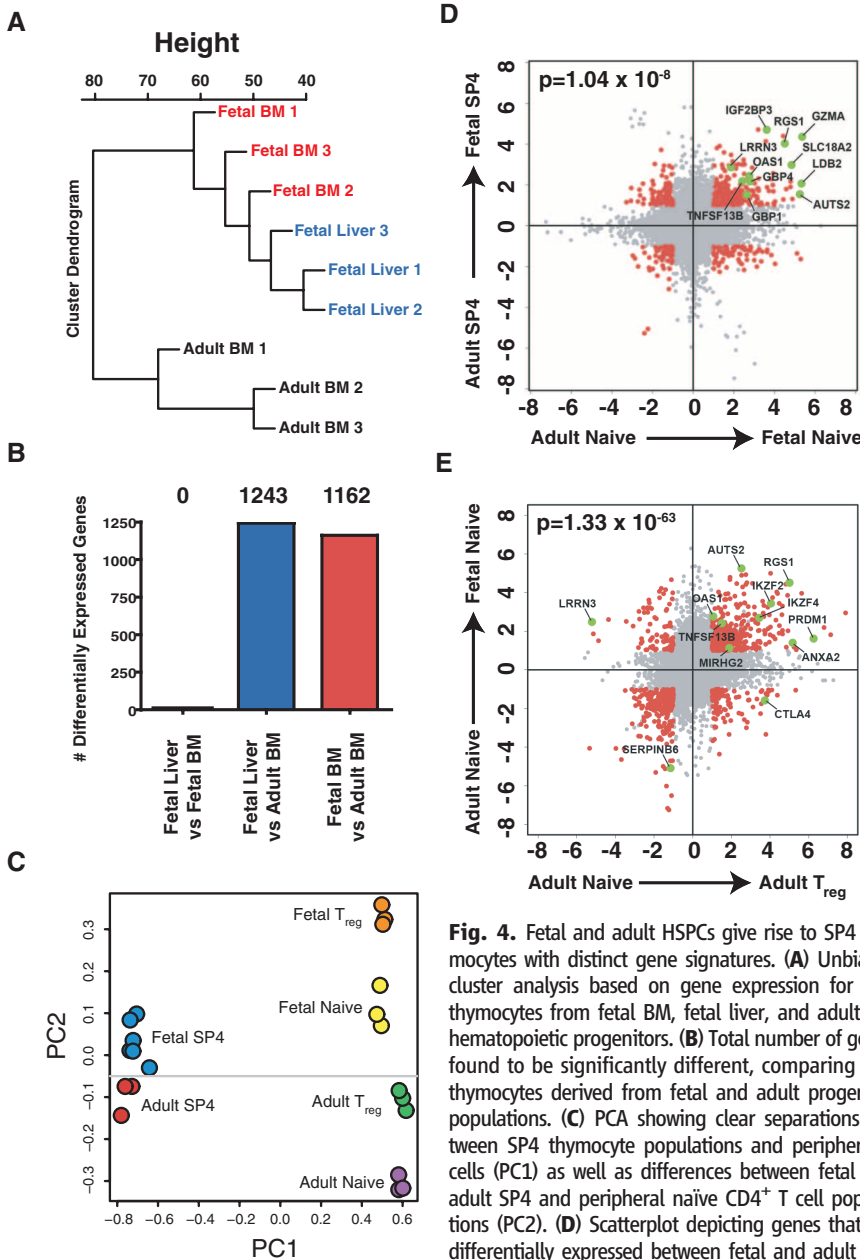 A
Height
80 70 60 50 40
Cluster Dendrogram
Fetal BM 1
Fetal BM 3
Fetal BM 2
Fetal Liver 3
Fetal Liver 1
Fetal Liver 2
Adult BM 1
Adult BM 2
Adult BM 3
B
# Differentially Expressed Genes
0 1243 1162
1250
1000
750
500
250
0
Fetal Liver
vs Fetal BM
Fetal Liver
vs Adult BM
Fetal BM
vs Adult BM
C
PC2
0.3
0.2
0.1
0.0
−0.1
−0.2
−0.3
Fetal Treg
Fetal Naive
Fetal SP4
Adult SP4
Adult Treg
Adult Naive
−0.8 −0.6 −0.4 −0.2 0.0 0.2 0.4 0.6
PC1
D
p=1.04 x 10-8
Adult SP4 Fetal SP4
8
6
4
2
0
-2
-4
-6
-8
IGF2BP3
RGS1
GZMA
LRRN3
OAS1
SLC18A2
GBP4
LDB2
TNFSF13B
GBP1
AUTS2
-8 -6 -4 -2 0 2 4 6 8
Adult Naive Fetal Naive
E
p=1.33 x 10-63
Adult Naive Fetal Naive
8
6
4
2
0
-2
-4
-6
-8
AUTS2
RGS1
IKZF2
LRRN3
OAS1
IKZF4
PRDM1
TNFSF13B
MIRHG2
ANXA2
CTLA4
SERPINB6
-8 -6 -4 -2 0 2 4 6 8
Adult Naive Adult Treg
Fig. 4. Fetal and adult HSPCs give rise to SP4
mocytes with distinct gene signatures. (A) Unbia
cluster analysis based on gene expression for
thymocytes from fetal BM, fetal liver, and adult
hematopoietic progenitors. (B) Total number of ge
found to be significantly different, comparing
thymocytes derived from fetal and adult progen
populations. (C) PCA showing clear separations
tween SP4 thymocyte populations and peripher
cells (PC1) as well as differences between fetal
adult SP4 and peripheral naïve CD4+ T cell pop
tions (PC2). (D) Scatterplot depicting genes that
differentially expressed between fetal and adult